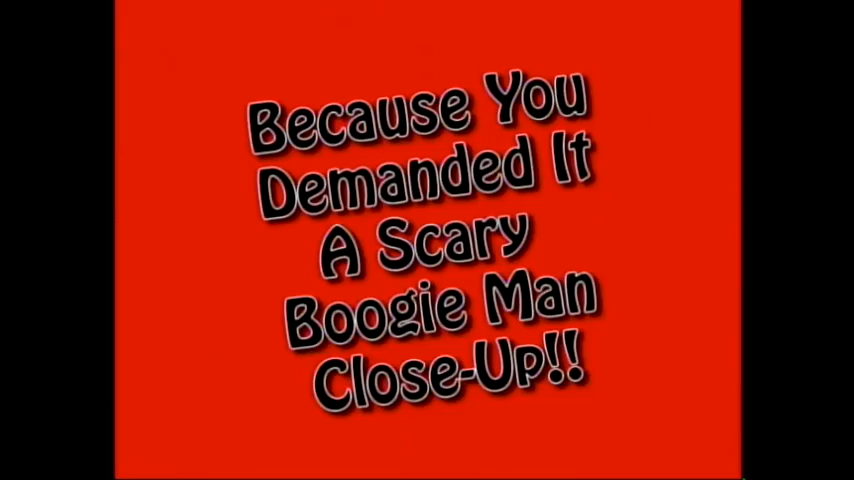 Because You
Demanded It
A Scary
Boogie Man
Close-Up!!